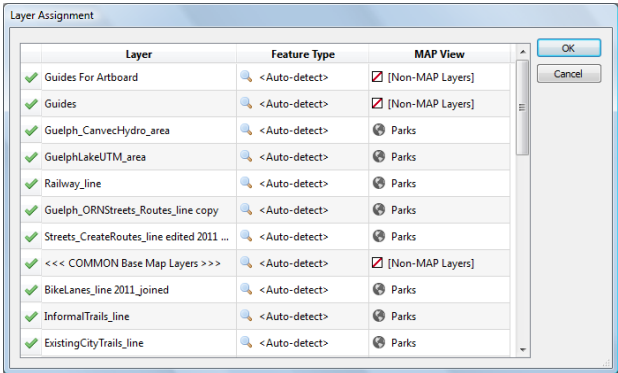 Layer Assignment
Layer Feature Type MAP View
Guides For Artboard <Auto-detect> [Non-MAP Layers]
Guides <Auto-detect> [Non-MAP Layers]
Guelph_CanvecHydro_area <Auto-detect> Parks
GuelphLakeUTM_area <Auto-detect> Parks
Railway_line <Auto-detect> Parks
Guelph_ORNStreets_Routes_line copy <Auto-detect> Parks
Streets_CreateRoutes_line edited 2011 ... <Auto-detect> Parks
<<< COMMON Base Map Layers >>> <Auto-detect> [Non-MAP Layers]
BikeLanes_line 2011_joined <Auto-detect> Parks
InformalTrails_line <Auto-detect> Parks
ExistingCityTrails_line <Auto-detect> Parks
OK
Cancel